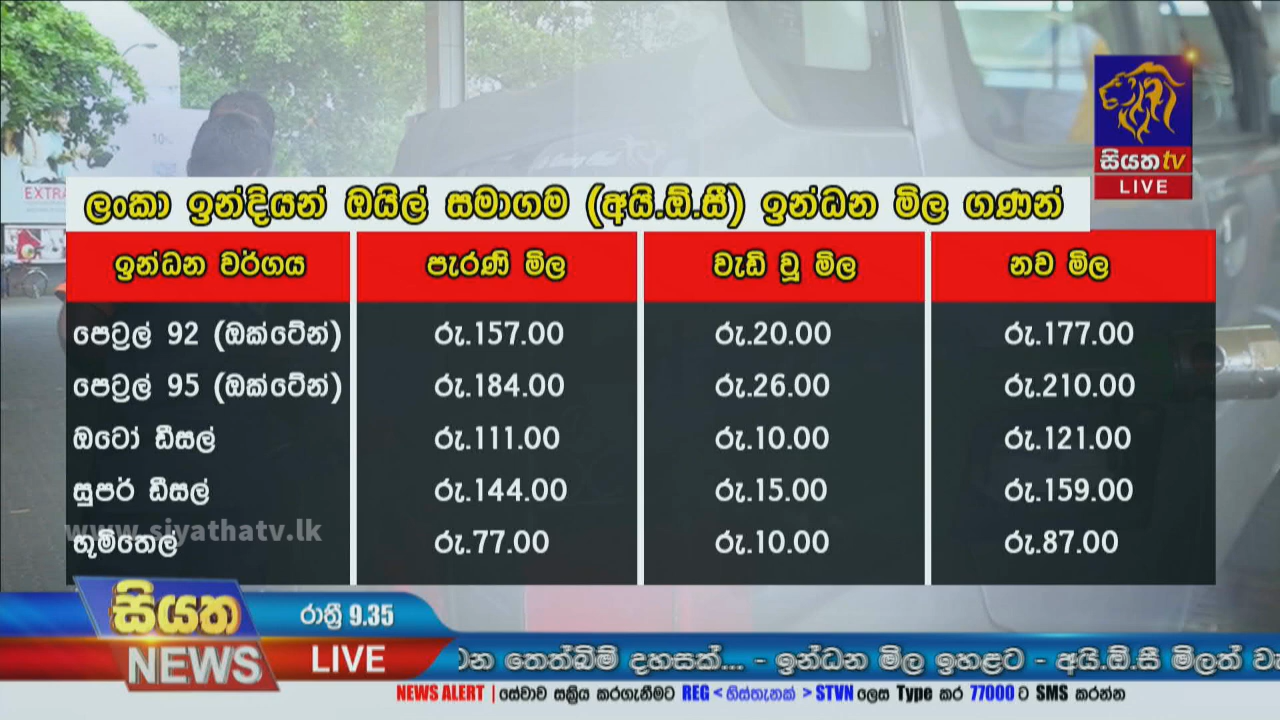 EXTRA
සියත tv
LIVE
ලංකා ඉන්දියන් ඔයිල් සමාගම (අයි.ඕ.සී) ඉන්ධන මිල ගණන්
ඉන්ධන වර්ගය පැරණි මිල වැඩි වූ මිල නව මිල
පෙට්‍රල් 92 (ඔක්ටේන්) රු.157.00 රු.20.00 රු.177.00
පෙට්‍රල් 95 (ඔක්ටේන්) රු.184.00 රු.26.00 රු.210.00
ඔටෝ ඩීසල් රු.111.00 රු.10.00 රු.121.00
සුපර් ඩීසල් රු.144.00 රු.15.00 රු.159.00
www.siyathatv.lk
භූමිතෙල් රු.77.00 රු.10.00 රු.87.00
සියත රාත්‍රී 9.35
NEWS LIVE
තෙත්බිම් දහසක්... - ඉන්ධන මිල ඉහළට - අයි.ඕ.සී මිලත්
NEWS ALERT | සේවාව සක්‍රිය කරගැනීමට REG < හිස්තැනක් > STVN ලෙස Type කර 77000 ට SMS කරන්න